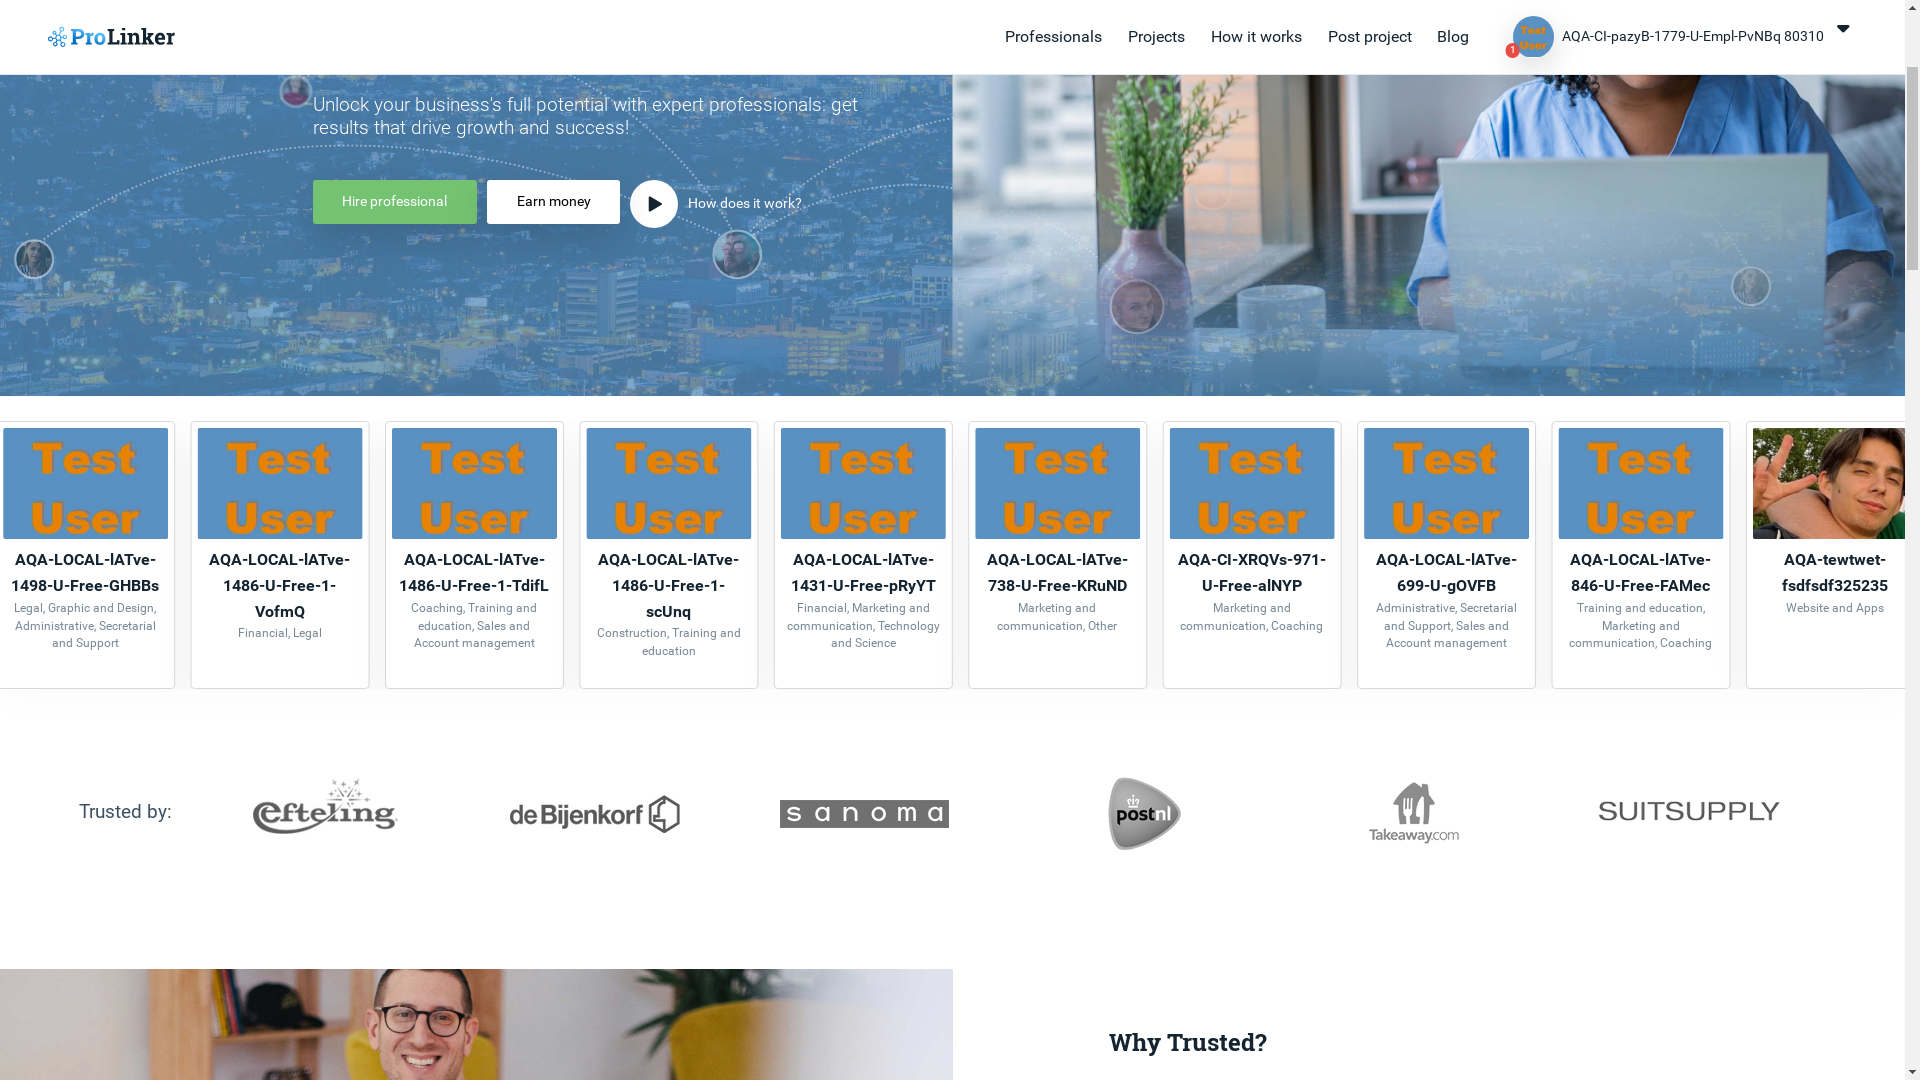 ProLinker
Professionals
Projects
How it works
Post project
Blog
Test
User
1
AQA-CI-pazyB-1779-U-Empl-PvNBq 80310
Unlock your business's full potential with expert professionals: get
results that drive growth and success!
Hire professional
Earn money
How does it work?
Test
User
AQA-LOCAL-lATve-
1498-U-Free-GHBBs
Legal, Graphic and Design,
Administrative, Secretarial
and Support
Test
User
AQA-LOCAL-lATve-
1486-U-Free-1-
VofmQ
Financial, Legal
Test
User
AQA-LOCAL-lATve-
1486-U-Free-1-TdifL
Coaching, Training and
education, Sales and
Account management
Test
User
AQA-LOCAL-lATve-
1486-U-Free-1-
scUnq
Construction, Training and
education
Test
User
AQA-LOCAL-lATve-
1431-U-Free-pRyYT
Financial, Marketing and
communication, Technology
and Science
Test
User
AQA-LOCAL-lATve-
738-U-Free-KRuND
Marketing and
communication, Other
Test
User
AQA-CI-XRQVs-971-
U-Free-alNYP
Marketing and
communication, Coaching
Test
User
AQA-LOCAL-lATve-
699-U-gOVFB
Administrative, Secretarial
and Support, Sales and
Account management
Test
User
AQA-LOCAL-lATve-
846-U-Free-FAMec
Training and education,
Marketing and
communication, Coaching
AQA-tewtwet-
fsdfsdf325235
Website and Apps
Trusted by:
efteling
de Bijenkorf
sanoma
postnl
Takeaway.com
SUITSUPPLY
Why Trusted?